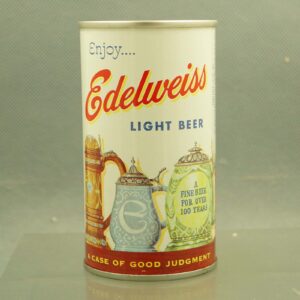 Enjoy....
Edelweiss
LIGHT BEER
e
A
FINE BEER
FOR OVER
100 YEARS
A CASE OF GOOD JUDGMENT